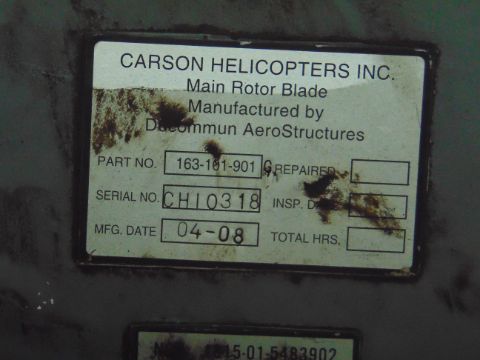 CARSON HELICOPTERS INC.
Main Rotor Blade
Manufactured by
Ducommun AeroStructures
PART NO. 163-101-901 G REPAIRED
SERIAL NO. CHI0318 INSP.
MFG. DATE 04-08 TOTAL HRS.